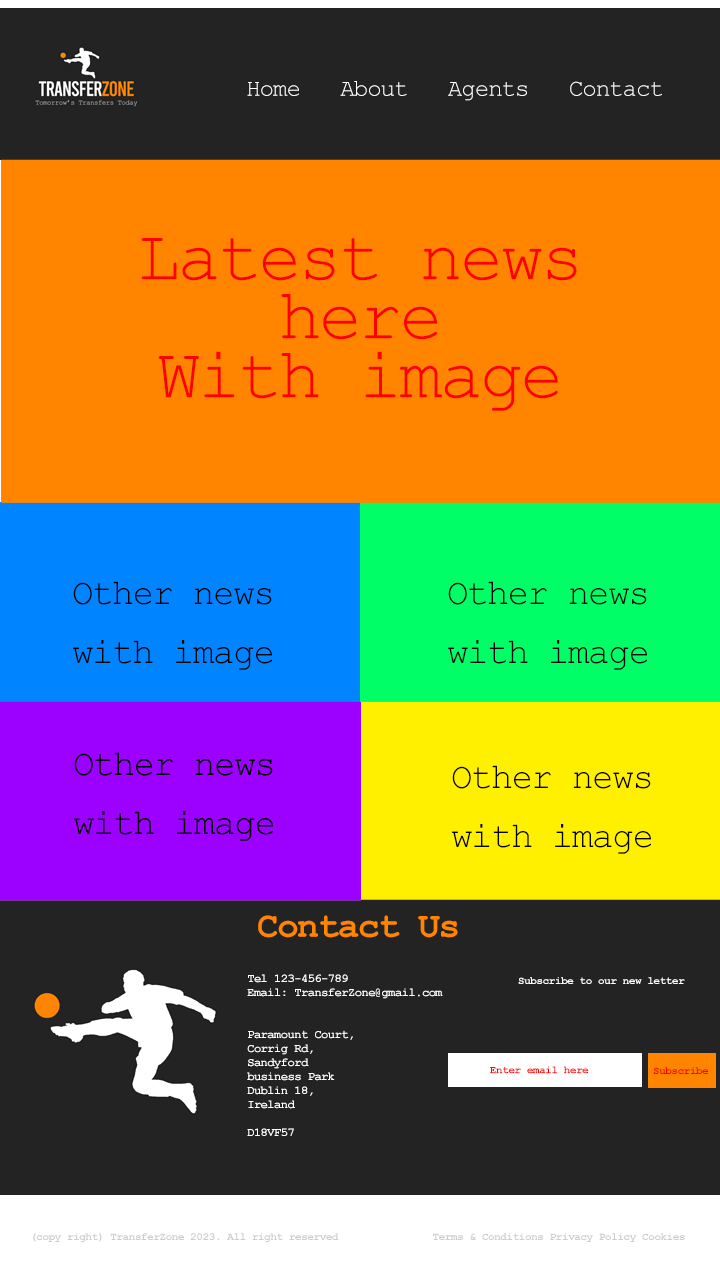 TRANSFERZONE
Tomorrow's Transfers Today
Home About Agents Contact
Latest news
here
With image
Other news
with image
Other news
with image
Other news
with image
Other news
with image
Contact Us
Tel 123-456-789
Email: TransferZone@gmail.com
Paramount Court,
Corrig Rd,
Sandyford
business Park
Dublin 18,
Ireland
D18VF57
Subscribe to our new letter
Enter email here
Subscribe
(copy right) TransferZone 2023. All right reserved
Terms & Conditions Privacy Policy Cookies